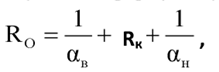 R_О = 1/α_в + R_к + 1/α_н ,